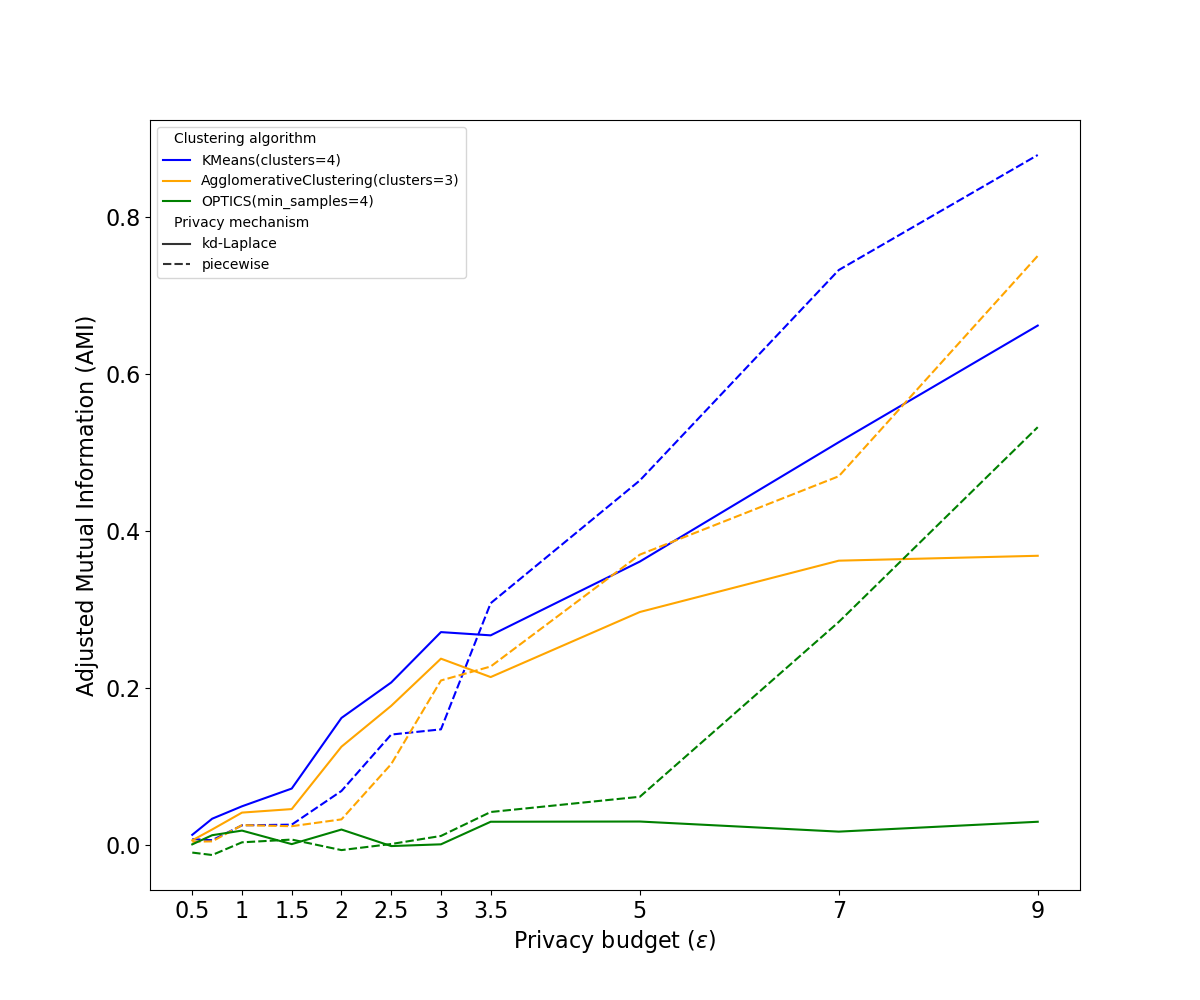 Clustering algorithm
KMeans(clusters=4)
AgglomerativeClustering(clusters=3)
OPTICS(min_samples=4)
Privacy mechanism
kd-Laplace
piecewise
Adjusted Mutual Information (AMI)
0.8
0.6
0.4
0.2
0.0
0.5 1 1.5 2 2.5 3 3.5 5 7 9
Privacy budget (ε)